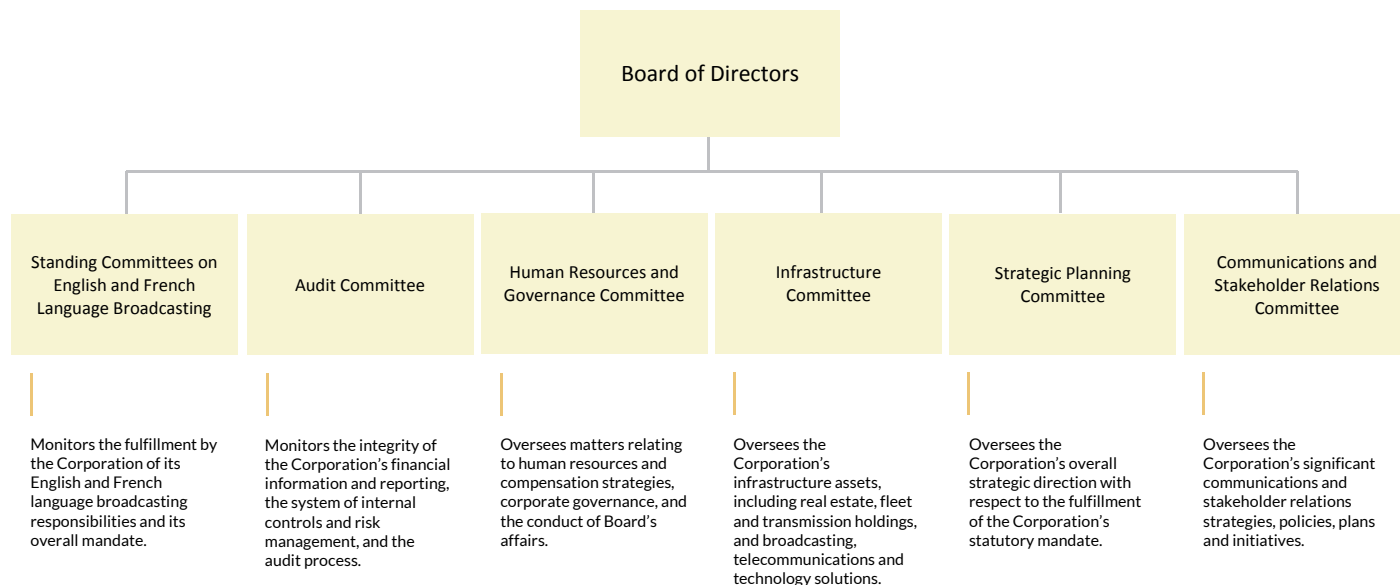 Board of Directors
Standing Committees on
English and French
Language Broadcasting
Audit Committee
Human Resources and
Governance Committee
Infrastructure
Committee
Strategic Planning
Committee
Communications and
Stakeholder Relations
Committee
Monitors the fulfillment by
the Corporation of its
English and French
language broadcasting
responsibilities and its
overall mandate.
Monitors the integrity of
the Corporation's financial
information and reporting,
the system of internal
controls and risk
management, and the
audit process.
Oversees matters relating
to human resources and
compensation strategies,
corporate governance, and
the conduct of Board's
affairs.
Oversees the
Corporation's
infrastructure assets,
including real estate, fleet
and transmission holdings,
and broadcasting,
telecommunications and
technology solutions.
Oversees the
Corporation's overall
strategic direction with
respect to the fulfillment
of the Corporation's
statutory mandate.
Oversees the
Corporation's significant
communications and
stakeholder relations
strategies, policies, plans
and initiatives.